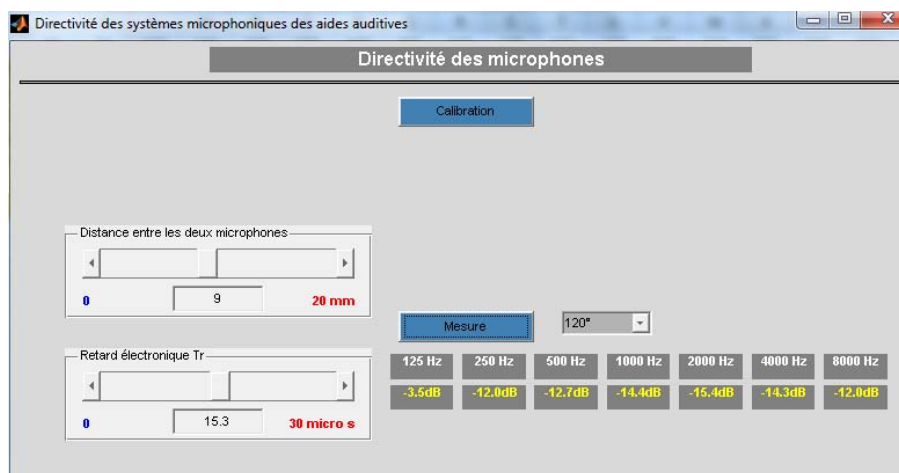 Directivité des systèmes microphoniques des aides auditives
Directivité des microphones
Calibration
Distance entre les deux microphones
9
0
20 mm
Mesure
120°
Retard électronique Tr
15.3
0
30 micro s
125 Hz 250 Hz 500 Hz 1000 Hz 2000 Hz 4000 Hz 8000 Hz
-3.5dB -12.0dB -12.7dB -14.4dB -15.4dB -14.3dB -12.0dB